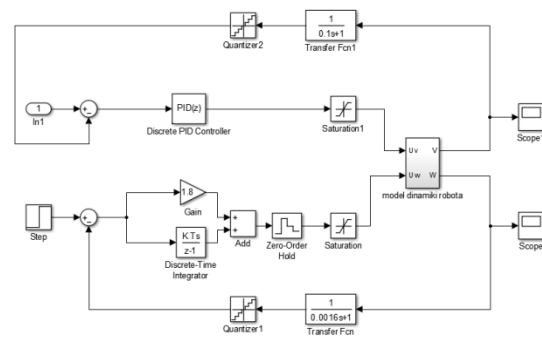 1
0.1s+1
Quantizer2
Transfer Fcn1
1
In1
PID(z)
Discrete PID Controller
Saturation1
Scope1
Uv
V
Uw
W
model dinamiki robota
Step
1.8
Gain
K Ts
z-1
Discrete-Time
Integrator
Add
Zero-Order
Hold
Saturation
Scope
1
0.0016s+1
Quantizer1
Transfer Fcn